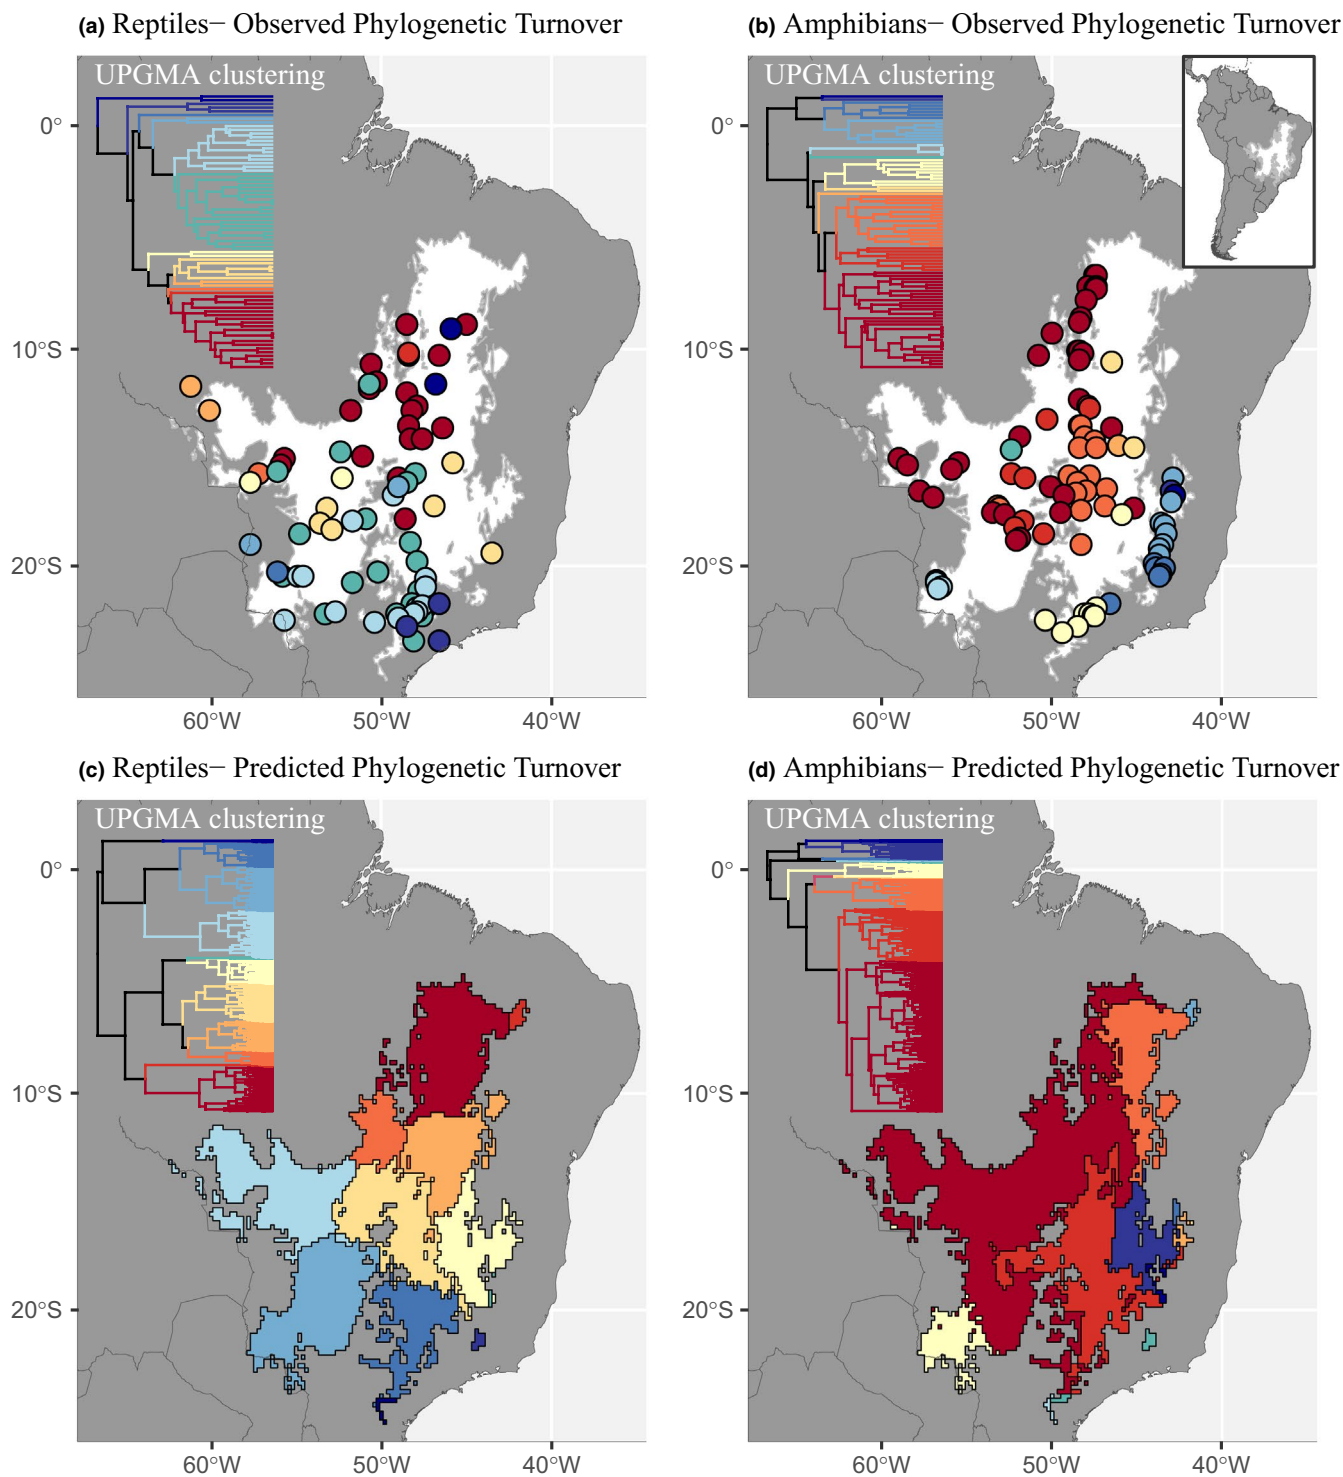 (a) Reptiles− Observed Phylogenetic Turnover
UPGMA clustering
0°
10°S
20°S
60°W 50°W 40°W
(b) Amphibians− Observed Phylogenetic Turnover
UPGMA clustering
0°
10°S
20°S
60°W 50°W 40°W
(c) Reptiles− Predicted Phylogenetic Turnover
UPGMA clustering
0°
10°S
20°S
60°W 50°W 40°W
(d) Amphibians− Predicted Phylogenetic Turnover
UPGMA clustering
0°
10°S
20°S
60°W 50°W 40°W